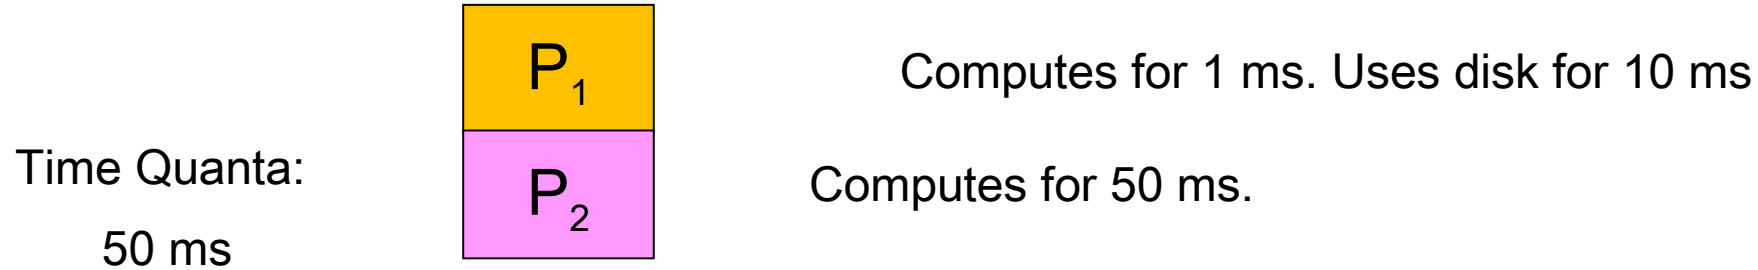 P₁
Computes for 1 ms. Uses disk for 10 ms
Time Quanta:
50 ms
P₂
Computes for 50 ms.